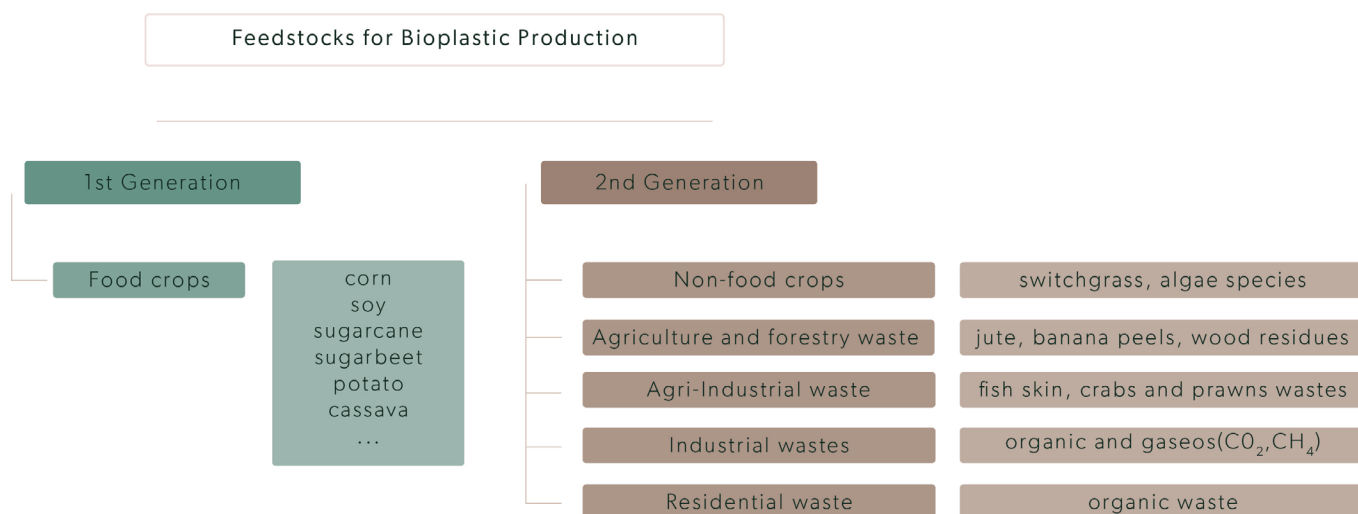 Feedstocks for Bioplastic Production
1st Generation
Food crops
corn
soy
sugarcane
sugarbeet
potato
cassava
...
2nd Generation
Non-food crops
switchgrass, algae species
Agriculture and forestry waste
jute, banana peels, wood residues
Agri-Industrial waste
fish skin, crabs and prawns wastes
Industrial wastes
organic and gaseos(C0₂,CH₄)
Residential waste
organic waste